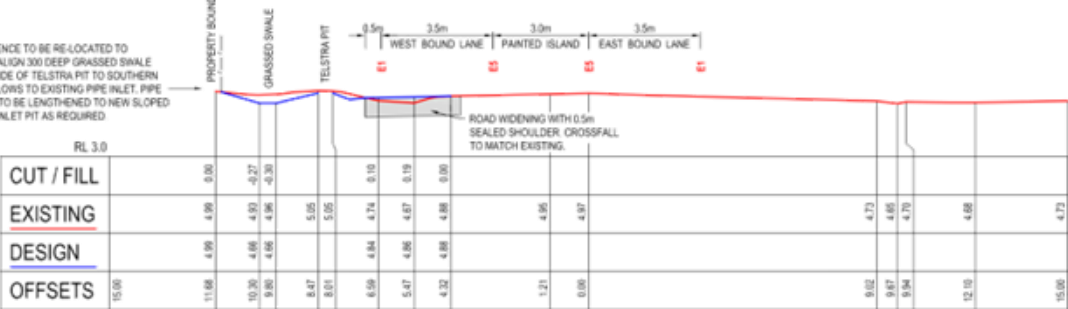 PROPERTY BOUND
GRASSED SWALE
TELSTRA PIT
0.5m
3.5m
3.0m
3.5m
WEST BOUND LANE
PAINTED ISLAND
EAST BOUND LANE
E1
E5
E5
E1
ENCE TO BE RE-LOCATED TO
ALIGN 300 DEEP GRASSED SWALE
DE OF TELSTRA PIT TO SOUTHERN
LOWS TO EXISTING PIPE INLET. PIPE
TO BE LENGTHENED TO NEW SLOPED
NLET PIT AS REQUIRED
ROAD WIDENING WITH 0.5m
SEALED SHOULDER. CROSSFALL
TO MATCH EXISTING.
RL 3.0
CUT / FILL 0.00 -0.27 -0.30 0.10 0.19 0.00
EXISTING 4.99 4.93 4.96 5.05 5.05 4.74 4.67 4.88 4.95 4.97 4.73 4.65 4.70 4.68 4.73
DESIGN 4.99 4.66 4.66 4.84 4.86 4.88
OFFSETS 15.00 11.68 10.30 9.80 8.47 8.01 6.59 5.47 4.32 1.21 0.00 9.02 9.67 9.94 12.10 15.00